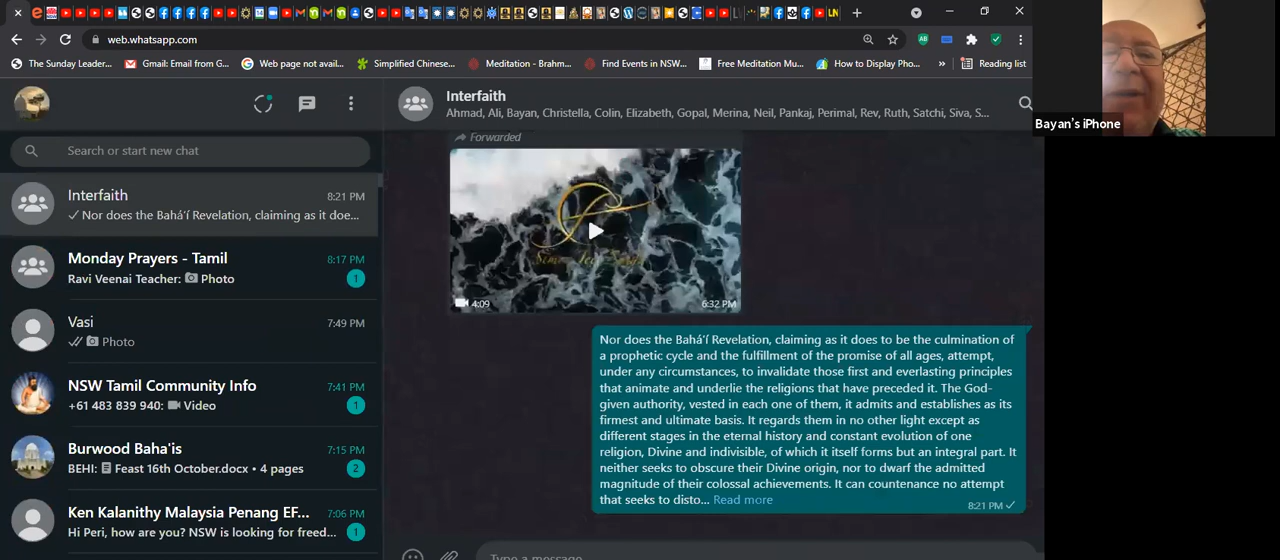 LN
web.whatsapp.com
AB
The Sunday Leader...
Gmail: Email from G...
Web page not avail...
Simplified Chinese...
Meditation - Brahm...
Find Events in NSW...
Free Meditation Mu...
How to Display Pho...
»
Reading list
Bayan's iPhone
Search or start new chat
Interfaith
8:21 PM
Nor does the Bahá'í Revelation, claiming as it doe...
Monday Prayers - Tamil
8:17 PM
Ravi Veenai Teacher: Photo
1
Vasi
7:49 PM
Photo
NSW Tamil Community Info
7:41 PM
+61 483 839 940: Video
1
Burwood Baha'is
7:15 PM
BEHI: Feast 16th October.docx • 4 pages
2
Ken Kalanithy Malaysia Penang EF...
7:06 PM
Hi Peri, how are you? NSW is looking for freed...
1
Interfaith
Ahmad, Ali, Bayan, Christella, Colin, Elizabeth, Gopal, Merina, Neil, Pankaj, Perimal, Rev, Ruth, Satchi, Siva, S...
Forwarded
4:09
6:32 PM
Nor does the Bahá'í Revelation, claiming as it does to be the culmination of
a prophetic cycle and the fulfillment of the promise of all ages, attempt,
under any circumstances, to invalidate those first and everlasting principles
that animate and underlie the religions that have preceded it. The God-
given authority, vested in each one of them, it admits and establishes as its
firmest and ultimate basis. It regards them in no other light except as
different stages in the eternal history and constant evolution of one
religion, Divine and indivisible, of which it itself forms but an integral part. It
neither seeks to obscure their Divine origin, nor to dwarf the admitted
magnitude of their colossal achievements. It can countenance no attempt
that seeks to disto... Read more
8:21 PM
Type a message